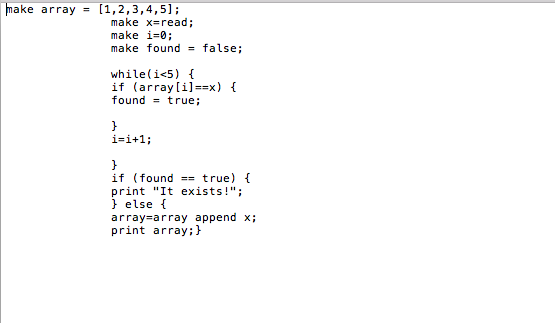 make array = [1,2,3,4,5];
make x=read;
make i=0;
make found = false;
while(i<5) {
if (array[i]==x) {
found = true;
}
i=i+1;
}
if (found == true) {
print "It exists!";
} else {
array=array append x;
print array;}